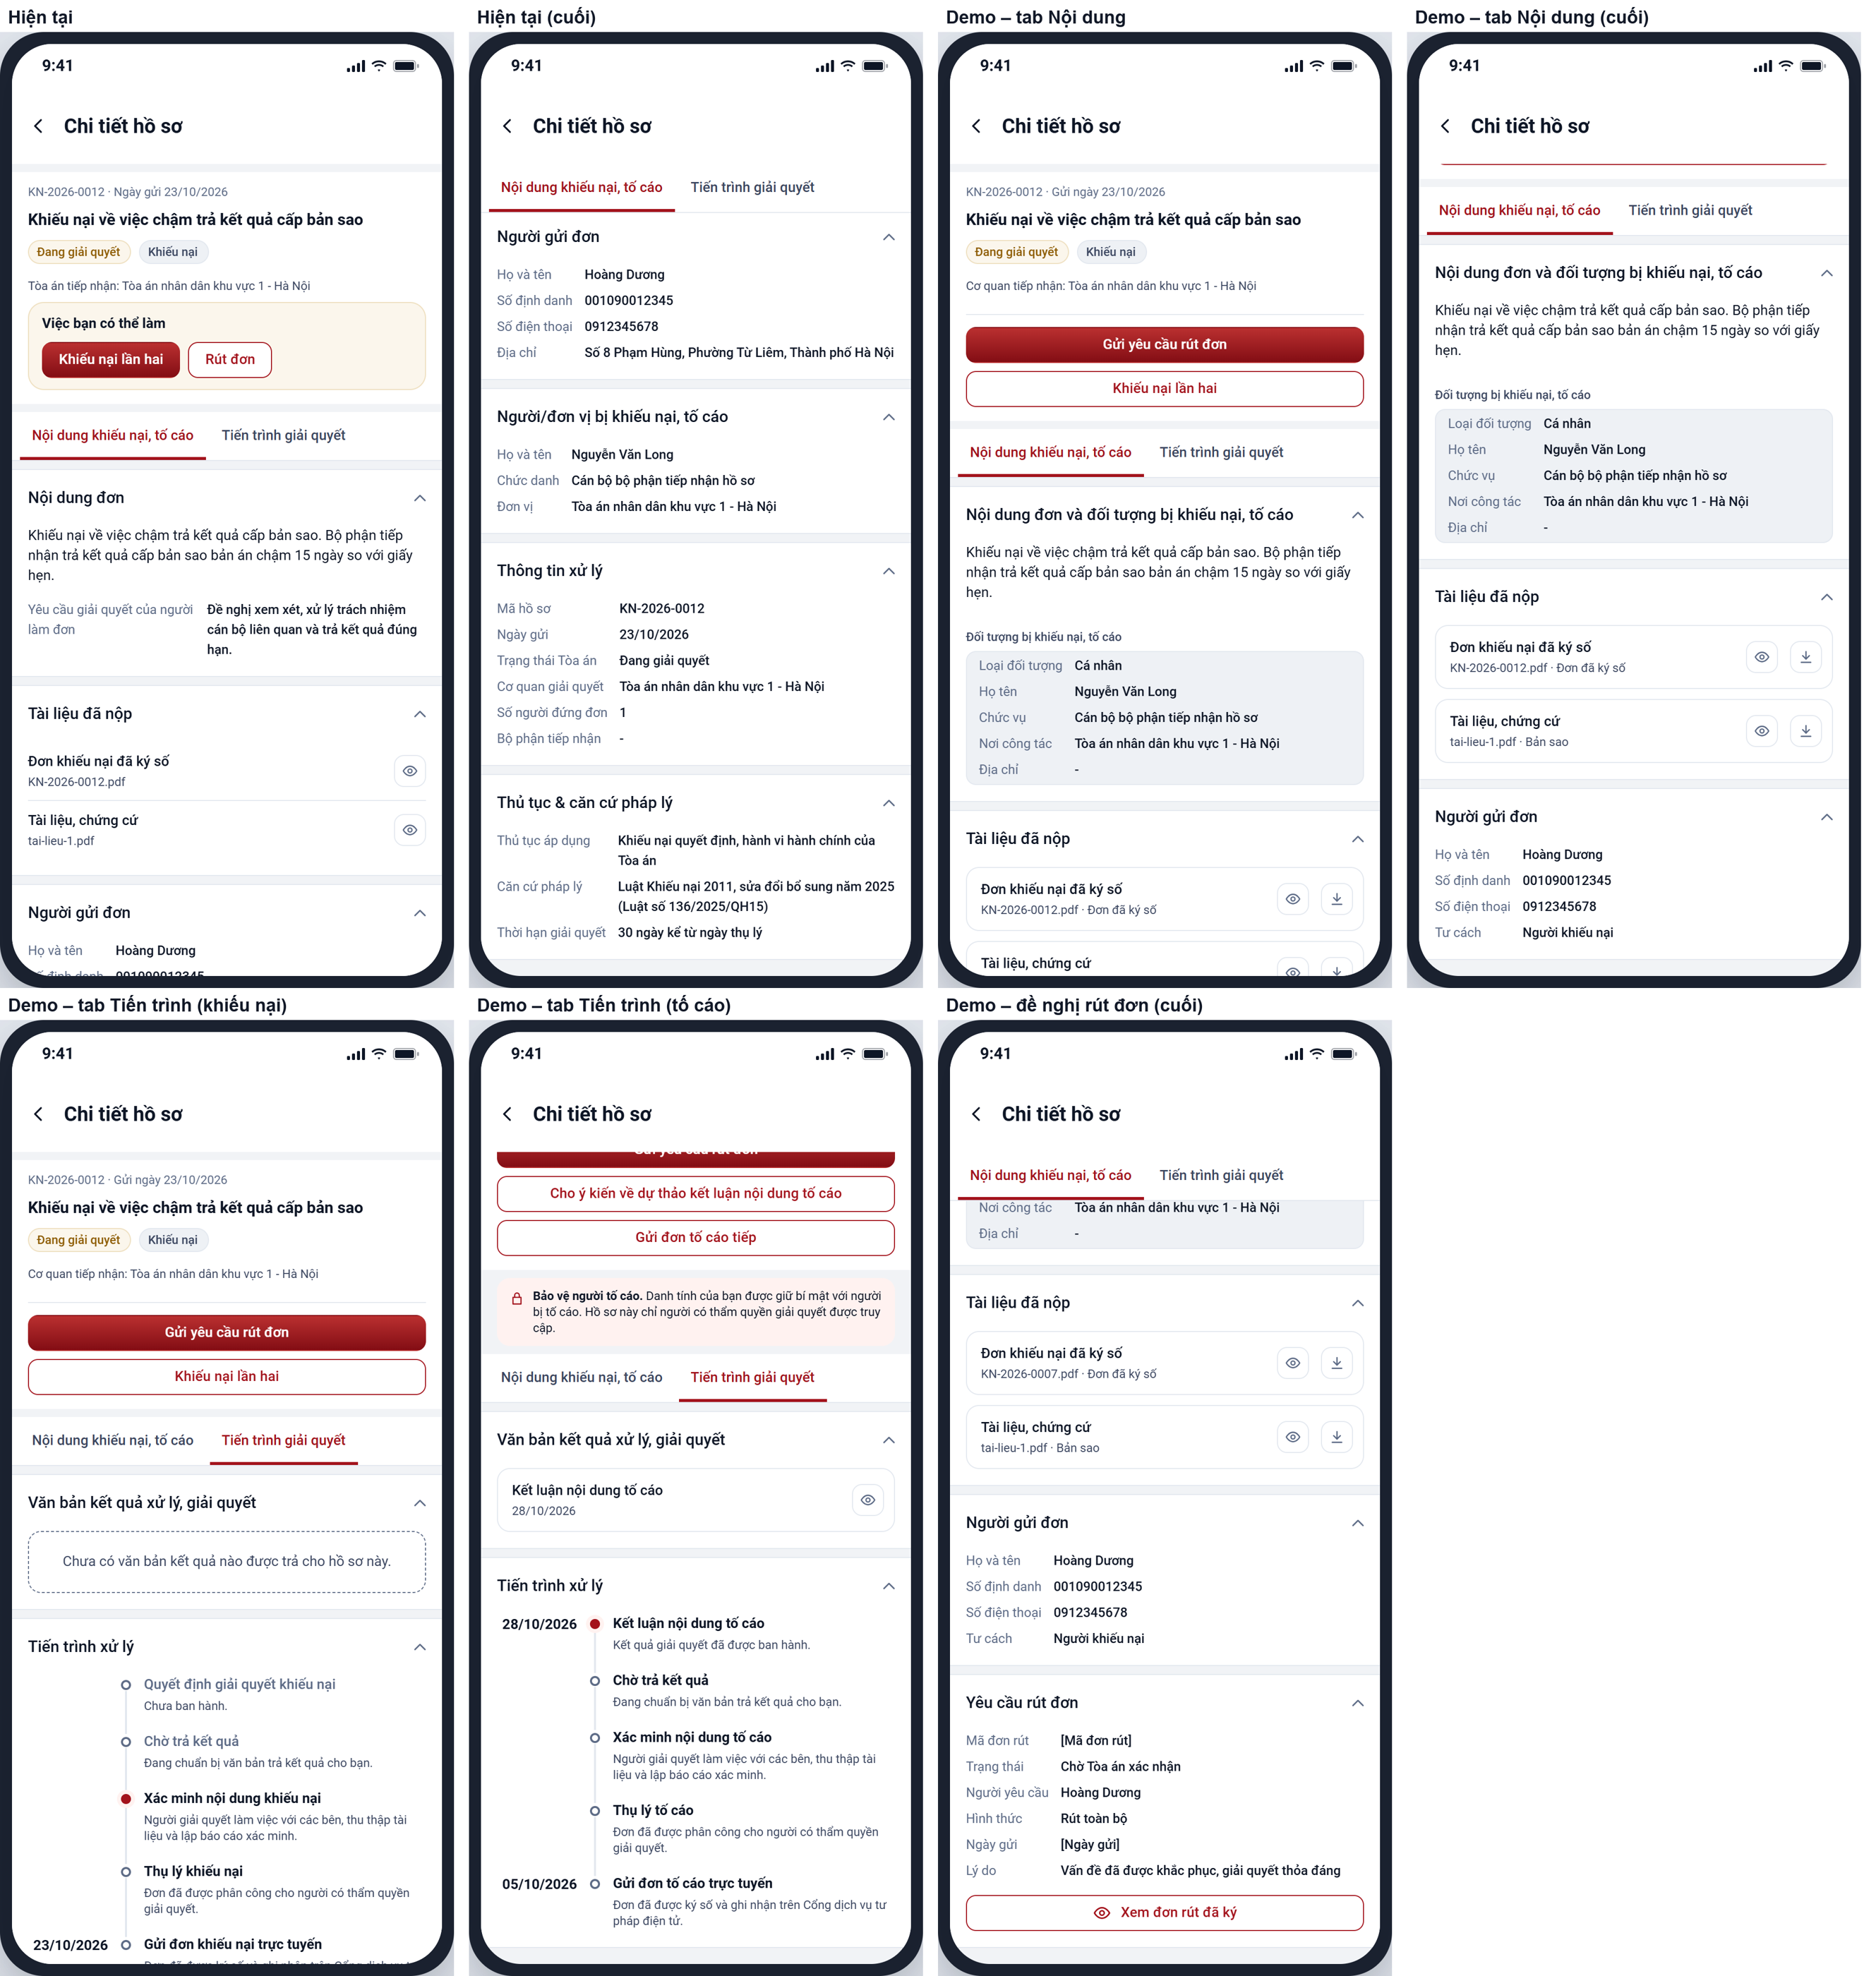 Hiện tại
9:41
Chi tiết hồ sơ
KN-2026-0012 · Ngày gửi 23/10/2026
Khiếu nại về việc chậm trả kết quả cấp bản sao
Đang giải quyết
Khiếu nại
Tòa án tiếp nhận: Tòa án nhân dân khu vực 1 - Hà Nội
Việc bạn có thể làm
Khiếu nại lần hai
Rút đơn
Nội dung khiếu nại, tố cáo
Tiến trình giải quyết
Nội dung đơn
Khiếu nại về việc chậm trả kết quả cấp bản sao. Bộ phận tiếp
nhận trả kết quả cấp bản sao bản án chậm 15 ngày so với giấy
hẹn.
Yêu cầu giải quyết của người
làm đơn
Đề nghị xem xét, xử lý trách nhiệm
cán bộ liên quan và trả kết quả đúng
hạn.
Tài liệu đã nộp
Đơn khiếu nại đã ký số
KN-2026-0012.pdf
Tài liệu, chứng cứ
tai-lieu-1.pdf
Người gửi đơn
Họ và tên Hoàng Dương
Số định danh 001090012345
Hiện tại (cuối)
9:41
Chi tiết hồ sơ
Nội dung khiếu nại, tố cáo
Tiến trình giải quyết
Người gửi đơn
Họ và tên Hoàng Dương
Số định danh 001090012345
Số điện thoại 0912345678
Địa chỉ Số 8 Phạm Hùng, Phường Từ Liêm, Thành phố Hà Nội
Người/đơn vị bị khiếu nại, tố cáo
Họ và tên Nguyễn Văn Long
Chức danh Cán bộ bộ phận tiếp nhận hồ sơ
Đơn vị Tòa án nhân dân khu vực 1 - Hà Nội
Thông tin xử lý
Mã hồ sơ KN-2026-0012
Ngày gửi 23/10/2026
Trạng thái Tòa án Đang giải quyết
Cơ quan giải quyết Tòa án nhân dân khu vực 1 - Hà Nội
Số người đứng đơn 1
Bộ phận tiếp nhận -
Thủ tục & căn cứ pháp lý
Thủ tục áp dụng Khiếu nại quyết định, hành vi hành chính của
Tòa án
Căn cứ pháp lý Luật Khiếu nại 2011, sửa đổi bổ sung năm 2025
(Luật số 136/2025/QH15)
Thời hạn giải quyết 30 ngày kể từ ngày thụ lý
Demo – tab Nội dung
9:41
Chi tiết hồ sơ
KN-2026-0012 · Gửi ngày 23/10/2026
Khiếu nại về việc chậm trả kết quả cấp bản sao
Đang giải quyết
Khiếu nại
Cơ quan tiếp nhận: Tòa án nhân dân khu vực 1 - Hà Nội
Gửi yêu cầu rút đơn
Khiếu nại lần hai
Nội dung khiếu nại, tố cáo
Tiến trình giải quyết
Nội dung đơn và đối tượng bị khiếu nại, tố cáo
Khiếu nại về việc chậm trả kết quả cấp bản sao. Bộ phận tiếp
nhận trả kết quả cấp bản sao bản án chậm 15 ngày so với giấy
hẹn.
Đối tượng bị khiếu nại, tố cáo
Loại đối tượng Cá nhân
Họ tên Nguyễn Văn Long
Chức vụ Cán bộ bộ phận tiếp nhận hồ sơ
Nơi công tác Tòa án nhân dân khu vực 1 - Hà Nội
Địa chỉ -
Tài liệu đã nộp
Đơn khiếu nại đã ký số
KN-2026-0012.pdf · Đơn đã ký số
Tài liệu, chứng cứ
Demo – tab Nội dung (cuối)
9:41
Chi tiết hồ sơ
Nội dung khiếu nại, tố cáo
Tiến trình giải quyết
Nội dung đơn và đối tượng bị khiếu nại, tố cáo
Khiếu nại về việc chậm trả kết quả cấp bản sao. Bộ phận tiếp
nhận trả kết quả cấp bản sao bản án chậm 15 ngày so với giấy
hẹn.
Đối tượng bị khiếu nại, tố cáo
Loại đối tượng Cá nhân
Họ tên Nguyễn Văn Long
Chức vụ Cán bộ bộ phận tiếp nhận hồ sơ
Nơi công tác Tòa án nhân dân khu vực 1 - Hà Nội
Địa chỉ -
Tài liệu đã nộp
Đơn khiếu nại đã ký số
KN-2026-0012.pdf · Đơn đã ký số
Tài liệu, chứng cứ
tai-lieu-1.pdf · Bản sao
Người gửi đơn
Họ và tên Hoàng Dương
Số định danh 001090012345
Số điện thoại 0912345678
Tư cách Người khiếu nại
Demo – tab Tiến trình (khiếu nại)
9:41
Chi tiết hồ sơ
KN-2026-0012 · Gửi ngày 23/10/2026
Khiếu nại về việc chậm trả kết quả cấp bản sao
Đang giải quyết
Khiếu nại
Cơ quan tiếp nhận: Tòa án nhân dân khu vực 1 - Hà Nội
Gửi yêu cầu rút đơn
Khiếu nại lần hai
Nội dung khiếu nại, tố cáo
Tiến trình giải quyết
Văn bản kết quả xử lý, giải quyết
Chưa có văn bản kết quả nào được trả cho hồ sơ này.
Tiến trình xử lý
Quyết định giải quyết khiếu nại
Chưa ban hành.
Chờ trả kết quả
Đang chuẩn bị văn bản trả kết quả cho bạn.
Xác minh nội dung khiếu nại
Người giải quyết làm việc với các bên, thu thập tài
liệu và lập báo cáo xác minh.
Thụ lý khiếu nại
Đơn đã được phân công cho người có thẩm quyền
giải quyết.
23/10/2026 Gửi đơn khiếu nại trực tuyến
Demo – tab Tiến trình (tố cáo)
9:41
Chi tiết hồ sơ
Gửi yêu cầu rút đơn
Cho ý kiến về dự thảo kết luận nội dung tố cáo
Gửi đơn tố cáo tiếp
Bảo vệ người tố cáo. Danh tính của bạn được giữ bí mật với người
bị tố cáo. Hồ sơ này chỉ người có thẩm quyền giải quyết được truy
cập.
Nội dung khiếu nại, tố cáo
Tiến trình giải quyết
Văn bản kết quả xử lý, giải quyết
Kết luận nội dung tố cáo
28/10/2026
Tiến trình xử lý
28/10/2026 Kết luận nội dung tố cáo
Kết quả giải quyết đã được ban hành.
Chờ trả kết quả
Đang chuẩn bị văn bản trả kết quả cho bạn.
Xác minh nội dung tố cáo
Người giải quyết làm việc với các bên, thu thập tài
liệu và lập báo cáo xác minh.
Thụ lý tố cáo
Đơn đã được phân công cho người có thẩm quyền
giải quyết.
05/10/2026 Gửi đơn tố cáo trực tuyến
Đơn đã được ký số và ghi nhận trên Cổng dịch vụ tư
pháp điện tử.
Demo – đề nghị rút đơn (cuối)
9:41
Chi tiết hồ sơ
Nội dung khiếu nại, tố cáo
Tiến trình giải quyết
Nơi công tác Tòa án nhân dân khu vực 1 - Hà Nội
Địa chỉ -
Tài liệu đã nộp
Đơn khiếu nại đã ký số
KN-2026-0007.pdf · Đơn đã ký số
Tài liệu, chứng cứ
tai-lieu-1.pdf · Bản sao
Người gửi đơn
Họ và tên Hoàng Dương
Số định danh 001090012345
Số điện thoại 0912345678
Tư cách Người khiếu nại
Yêu cầu rút đơn
Mã đơn rút [Mã đơn rút]
Trạng thái Chờ Tòa án xác nhận
Người yêu cầu Hoàng Dương
Hình thức Rút toàn bộ
Ngày gửi [Ngày gửi]
Lý do Vấn đề đã được khắc phục, giải quyết thỏa đáng
Xem đơn rút đã ký